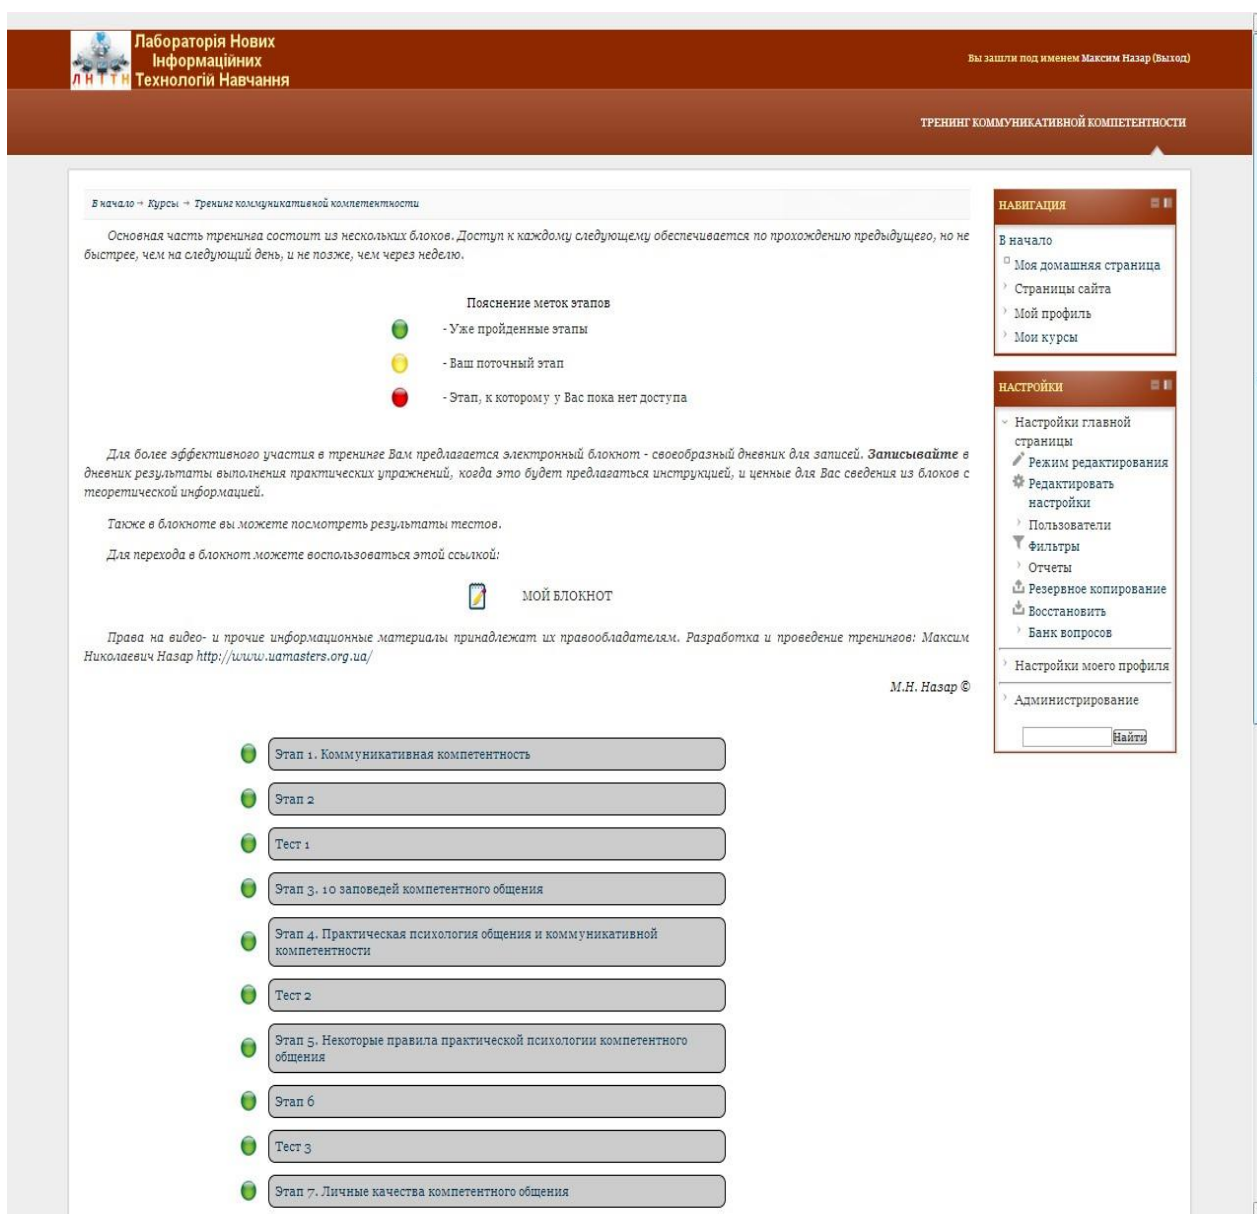 Лабораторія Нових
Інформаційних
Технологій Навчання
ЛНІТН
Вы зашли под именем Максим Назар (Выход)
ТРЕНИНГ КОММУНИКАТИВНОЙ КОМПЕТЕНТНОСТИ
В начало → Курсы → Тренинг коммуникативной компетентности
Основная часть тренинга состоит из нескольких блоков. Доступ к каждому следующему обеспечивается по прохождению предыдущего, но не
быстрее, чем на следующий день, и не позже, чем через неделю.
Пояснение меток этапов
- Уже пройденные этапы
- Ваш поточный этап
- Этап, к которому у Вас пока нет доступа
Для более эффективного участия в тренинге Вам предлагается электронный блокнот - своеобразный дневник для записей. Записывайте в
дневник результаты выполнения практических упражнений, когда это будет предлагаться инструкцией, и ценные для Вас сведения из блоков с
теоретической информацией.
Также в блокноте вы можете посмотреть результаты тестов.
Для перехода в блокнот можете воспользоваться этой ссылкой:
МОЙ БЛОКНОТ
Права на видео- и прочие информационные материалы принадлежат их правообладателям. Разработка и проведение тренингов: Максим
Николаевич Назар http://www.uamasters.org.ua/
М.Н. Назар ©
Этап 1. Коммуникативная компетентность
Этап 2
Тест 1
Этап 3. 10 заповедей компетентного общения
Этап 4. Практическая психология общения и коммуникативной
компетентности
Тест 2
Этап 5. Некоторые правила практической психологии компетентного
общения
Этап 6
Тест 3
Этап 7. Личные качества компетентного общения
НАВИГАЦИЯ
В начало
Моя домашняя страница
Страницы сайта
Мой профиль
Мои курсы
НАСТРОЙКИ
Настройки главной
страницы
Режим редактирования
Редактировать
настройки
Пользователи
Фильтры
Отчеты
Резервное копирование
Восстановить
Банк вопросов
Настройки моего профиля
Администрирование
Найти